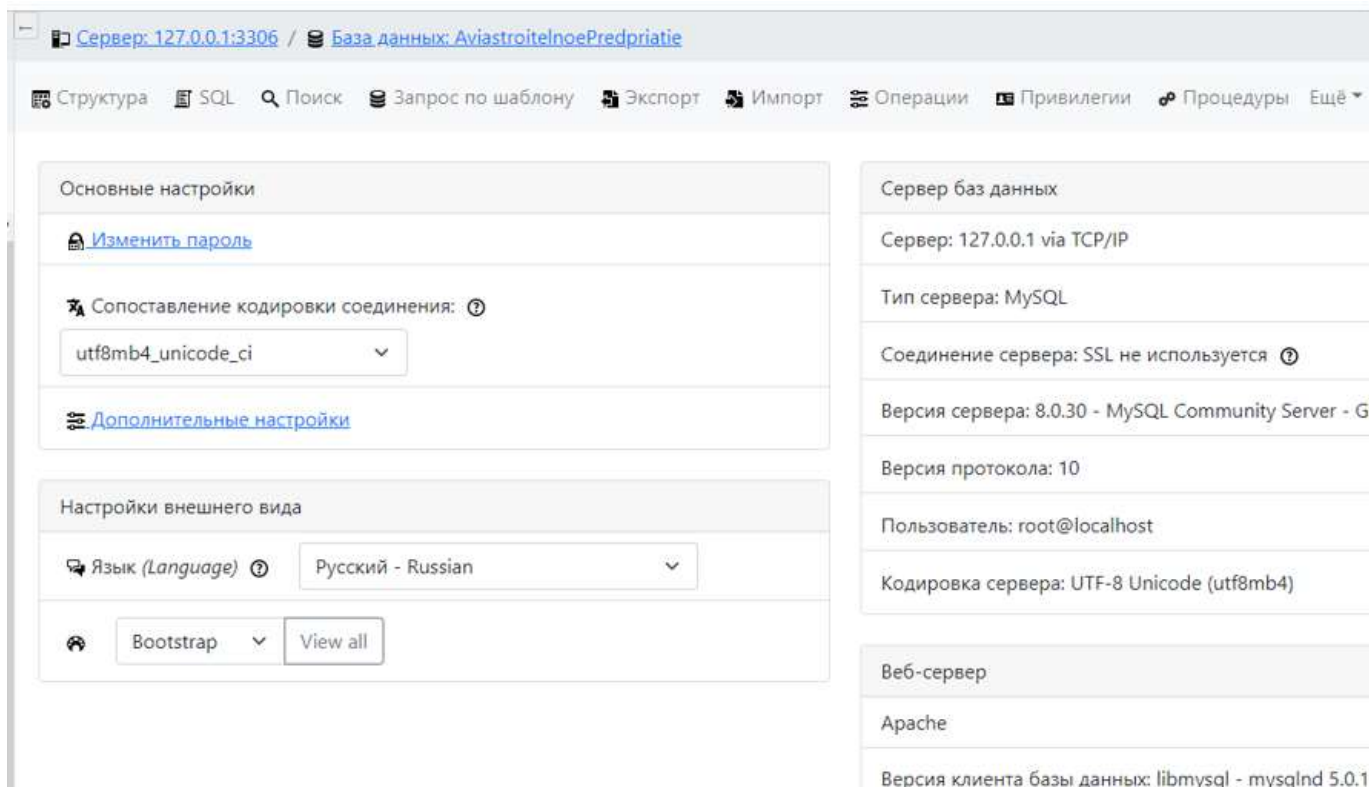 Сервер: 127.0.0.1:3306 / База данных: AviastroitelnoePredpriatie
Структура SQL Поиск Запрос по шаблону Экспорт Импорт Операции Привилегии Процедуры Ещё
Основные настройки
Изменить пароль
Сопоставление кодировки соединения:
utf8mb4_unicode_ci
Дополнительные настройки
Настройки внешнего вида
Язык (Language) Русский - Russian
Bootstrap View all
Сервер баз данных
Сервер: 127.0.0.1 via TCP/IP
Тип сервера: MySQL
Соединение сервера: SSL не используется
Версия сервера: 8.0.30 - MySQL Community Server - G
Версия протокола: 10
Пользователь: root@localhost
Кодировка сервера: UTF-8 Unicode (utf8mb4)
Веб-сервер
Apache
Версия клиента базы данных: libmysql - mysqlnd 5.0.1